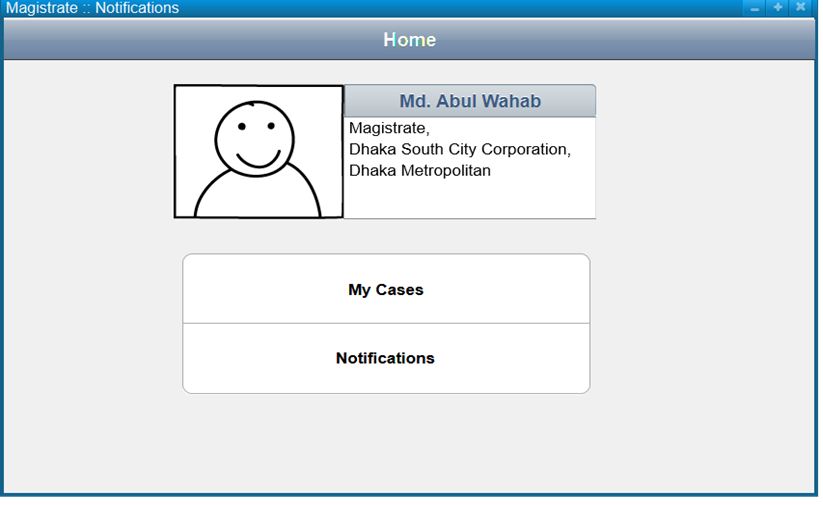 Magistrate :: Notifications
Home
Md. Abul Wahab
Magistrate,
Dhaka South City Corporation,
Dhaka Metropolitan
My Cases
Notifications